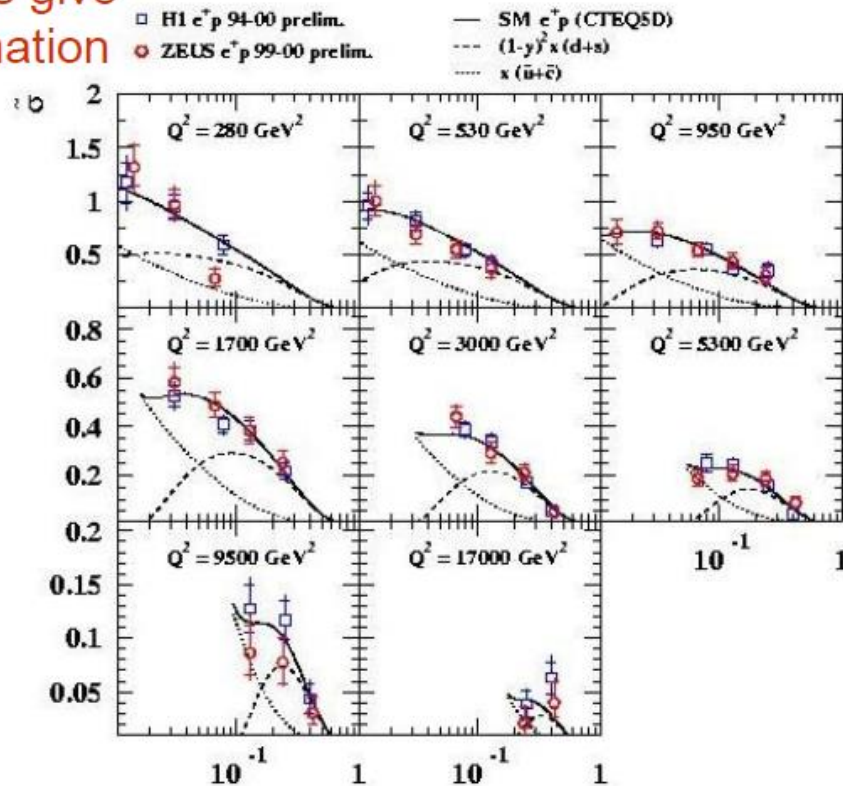 s give
nation
H1 e⁺p 94-00 prelim.
ZEUS e⁺p 99-00 prelim.
SM e⁺p (CTEQ5D)
(1-y)²x (d+s)
x (ū+c̄)
σ̃
2
1.5
1
0.5
Q² = 280 GeV²
Q² = 530 GeV²
Q² = 950 GeV²
0.8
0.6
0.4
0.2
Q² = 1700 GeV²
Q² = 3000 GeV²
Q² = 5300 GeV²
10⁻¹
1
0.2
0.15
0.1
0.05
Q² = 9500 GeV²
Q² = 17000 GeV²
10⁻¹
1
10⁻¹
1